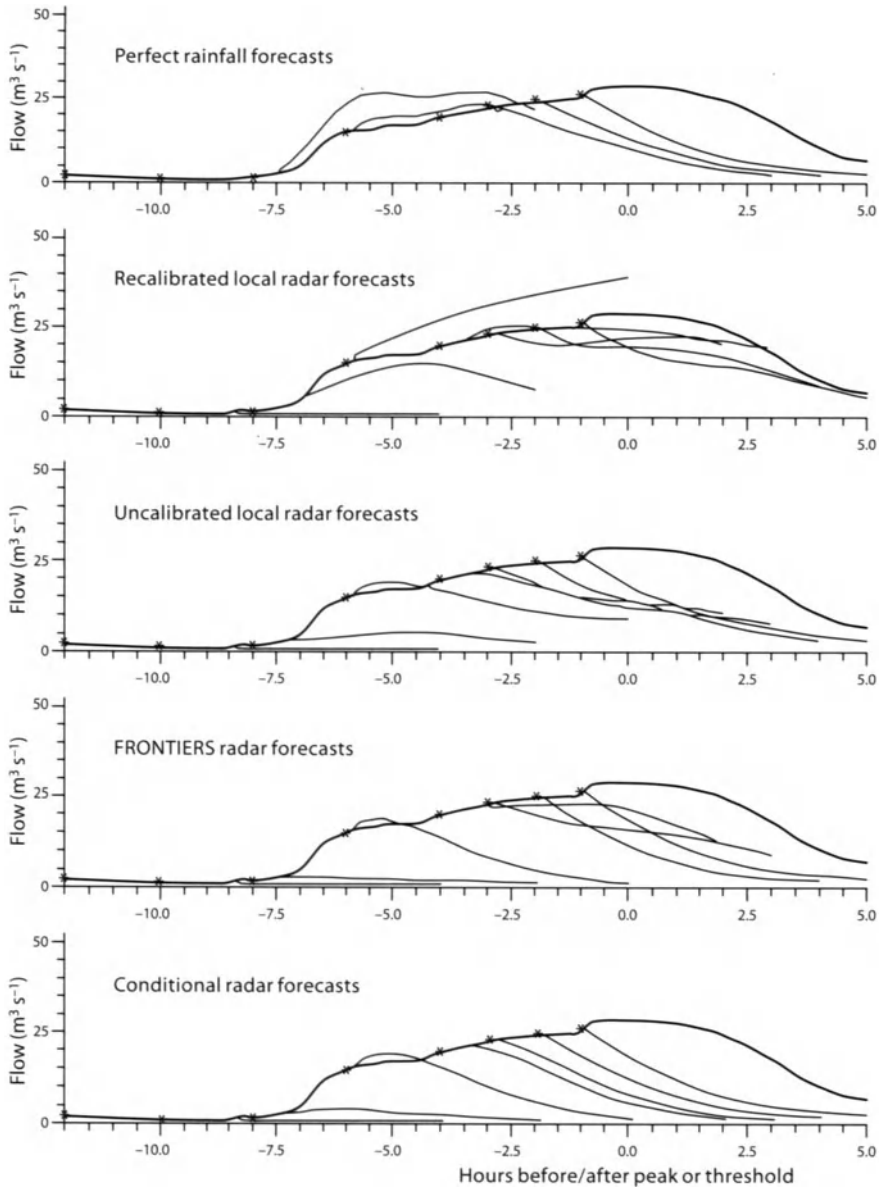 50
Perfect rainfall forecasts
Flow (m³ s⁻¹)
25
0
−10.0 −7.5 −5.0 −2.5 0.0 2.5 5.0
50
Recalibrated local radar forecasts
Flow (m³ s⁻¹)
25
0
−10.0 −7.5 −5.0 −2.5 0.0 2.5 5.0
50
Uncalibrated local radar forecasts
Flow (m³ s⁻¹)
25
0
−10.0 −7.5 −5.0 −2.5 0.0 2.5 5.0
50
FRONTIERS radar forecasts
Flow (m³ s⁻¹)
25
0
−10.0 −7.5 −5.0 −2.5 0.0 2.5 5.0
50
Conditional radar forecasts
Flow (m³ s⁻¹)
25
0
−10.0 −7.5 −5.0 −2.5 0.0 2.5 5.0
Hours before/after peak or threshold